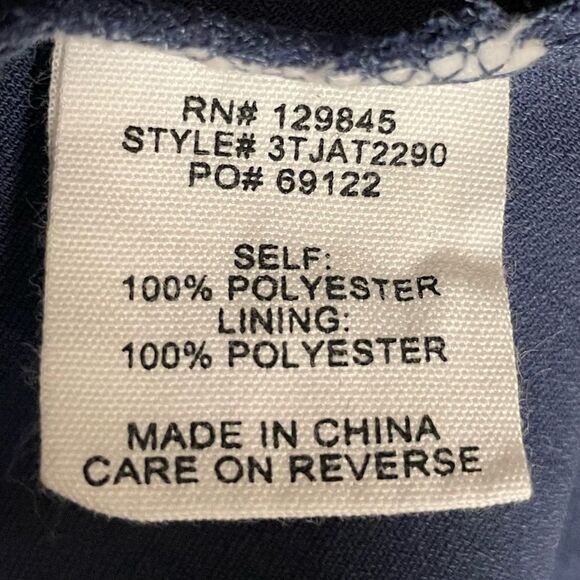 RN# 129845
STYLE# 3TJAT2290
PO# 69122
SELF:
100% POLYESTER
LINING:
100% POLYESTER
MADE IN CHINA
CARE ON REVERSE